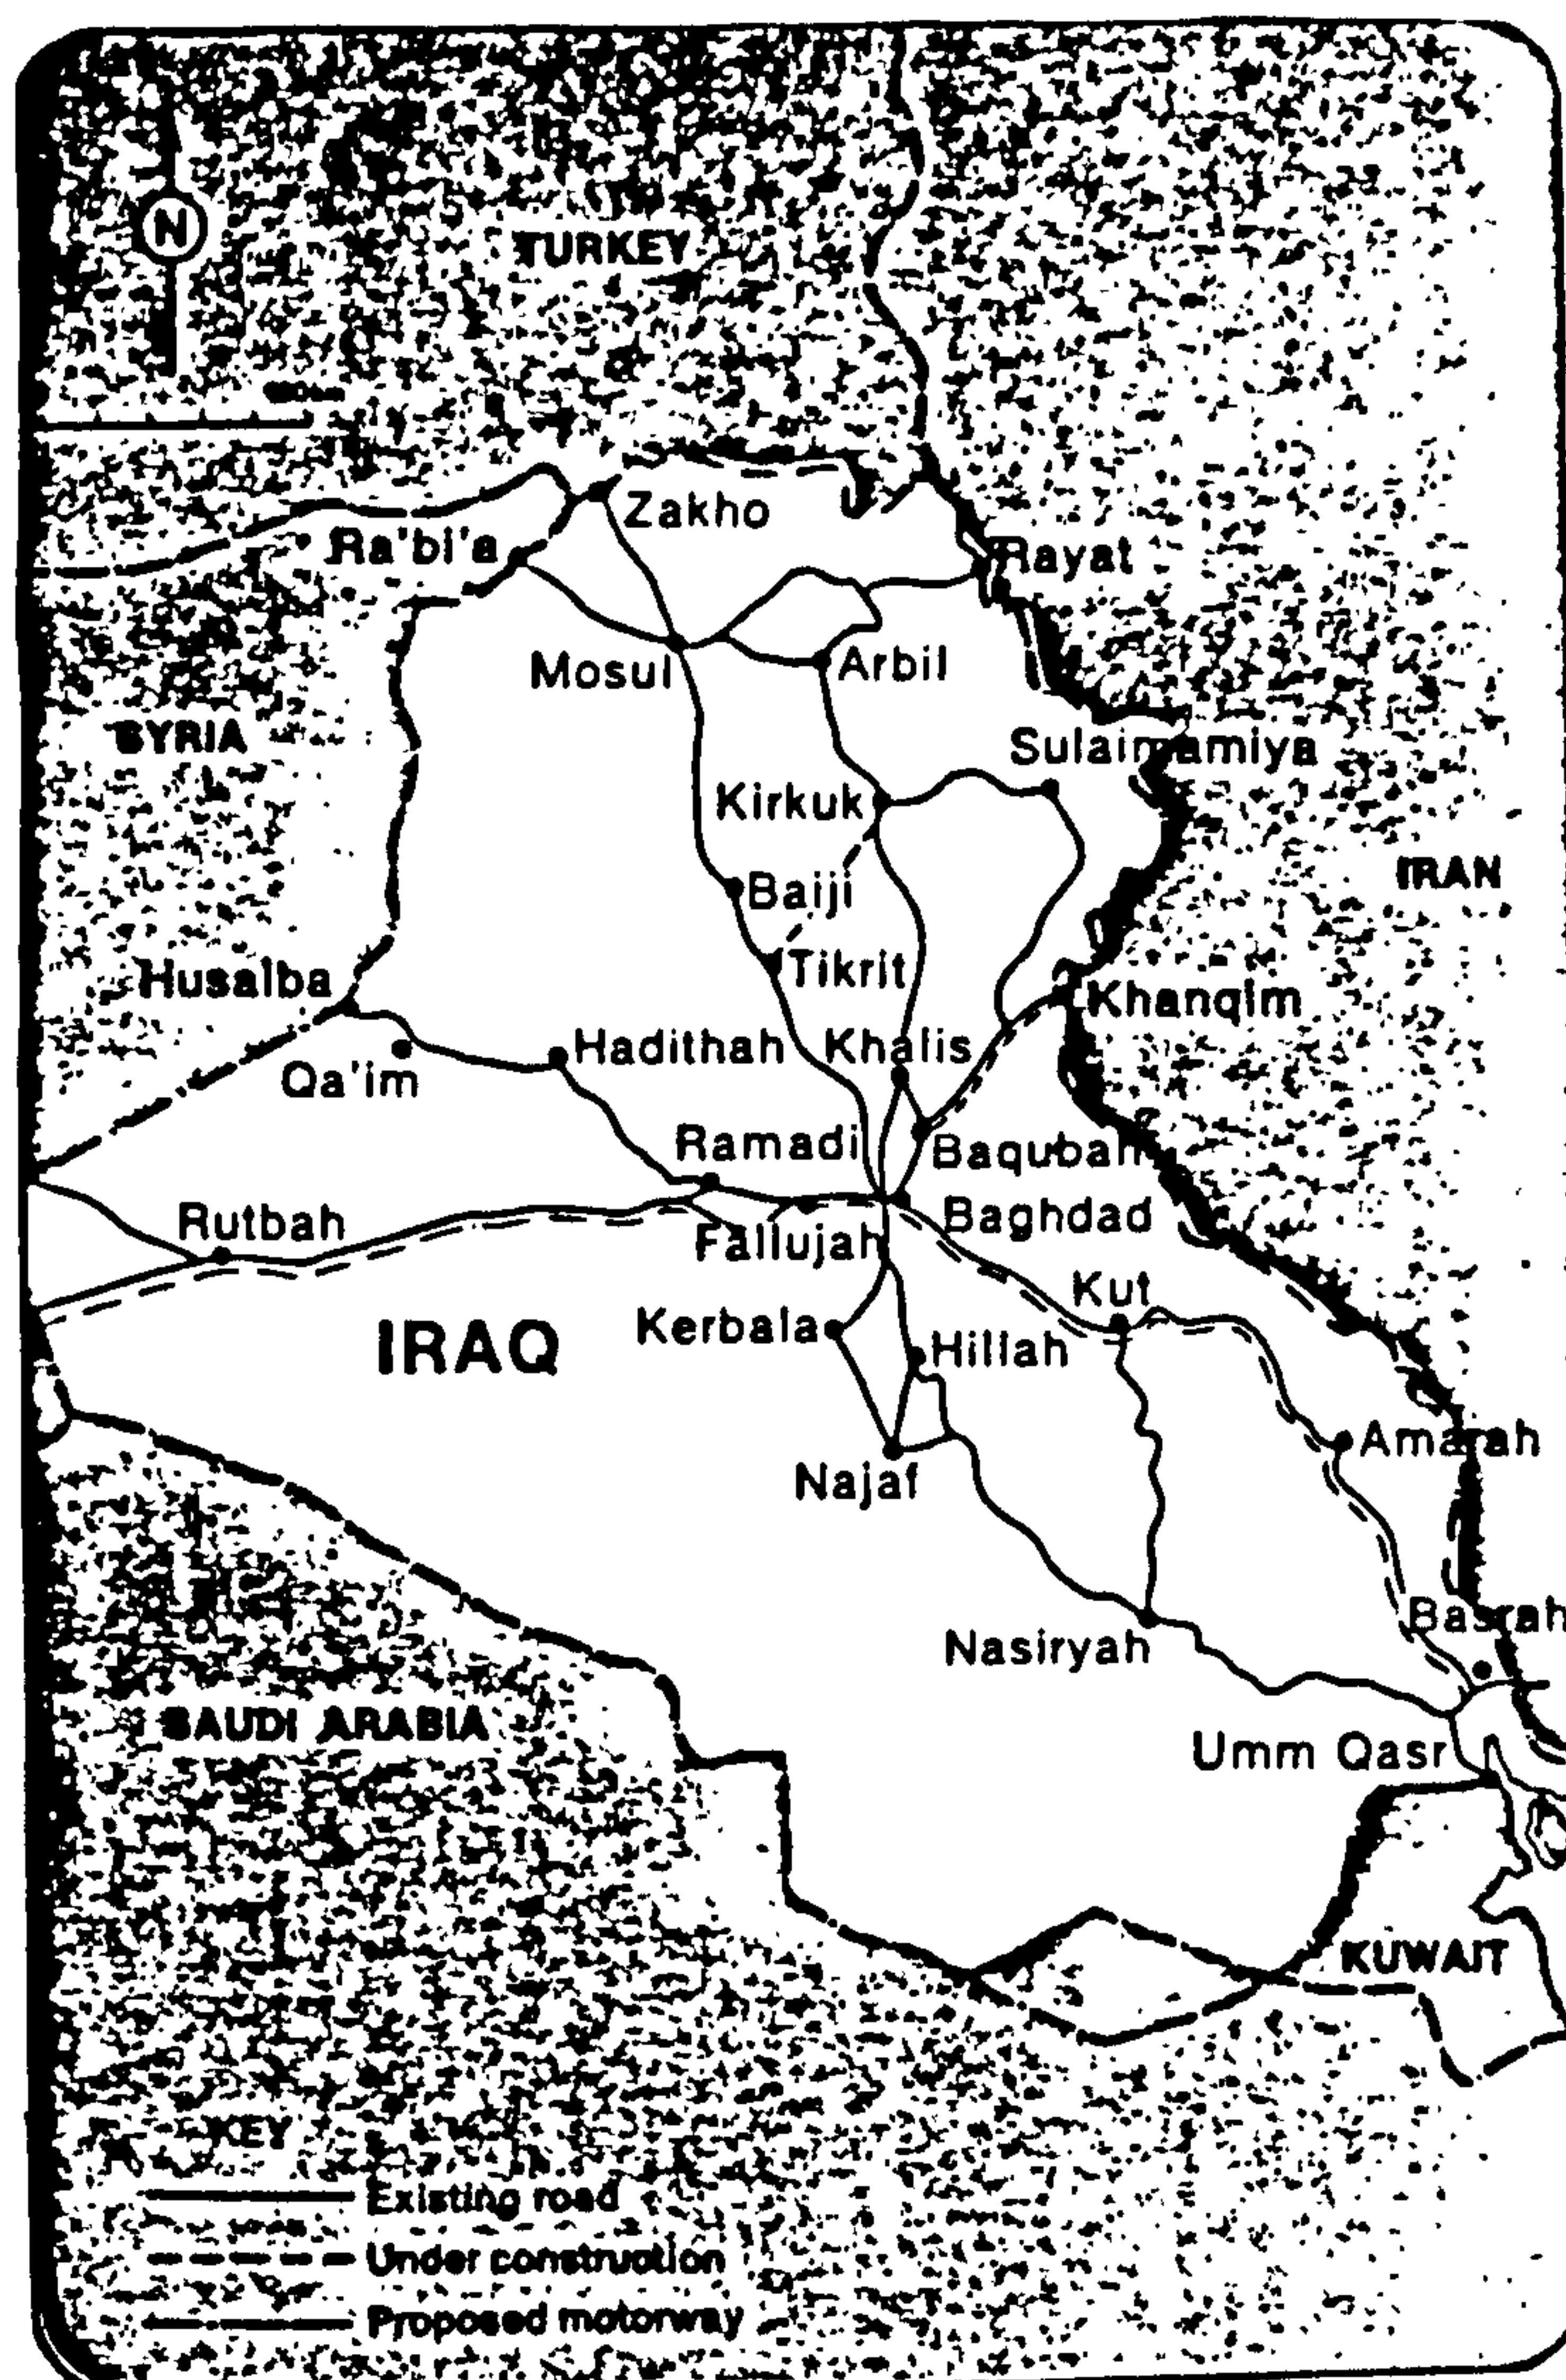 N
TURKEY
Zakho
Ra'bi'a
Rayat
Mosul
Arbil
SYRIA
Sulaimamiya
Kirkuk
IRAN
Baiji
Tikrit
Husaiba
Khanqim
Hadithah
Khalis
Qa'im
Ramadi
Baqubah
Rutbah
Baghdad
Fallujah
Kut
IRAQ
Kerbala
Hillah
Amarah
Najaf
Basrah
Nasiryah
SAUDI ARABIA
Umm Qasr
KUWAIT
KEY
Existing road
Under construction
Proposed motorway